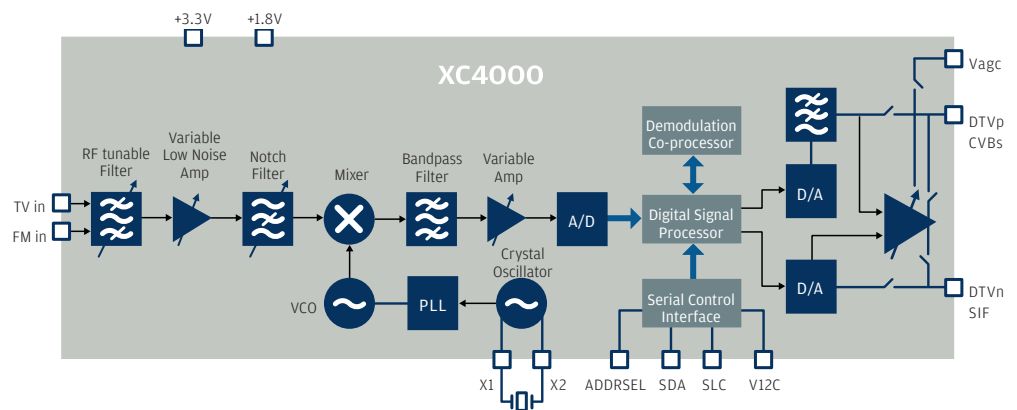 +3.3V
+1.8V
XC4000
Vagc
DTVp
CVBs
Demodulation
Co-processor
Variable
Low Noise
Amp
RF tunable
Filter
Notch
Filter
Mixer
Bandpass
Filter
Variable
Amp
D/A
TV in
FM in
A/D
Digital Signal
Processor
Crystal
Oscillator
VCO
PLL
Serial Control
Interface
D/A
DTVn
SIF
X1
X2
ADDRSEL
SDA
SLC
V12C